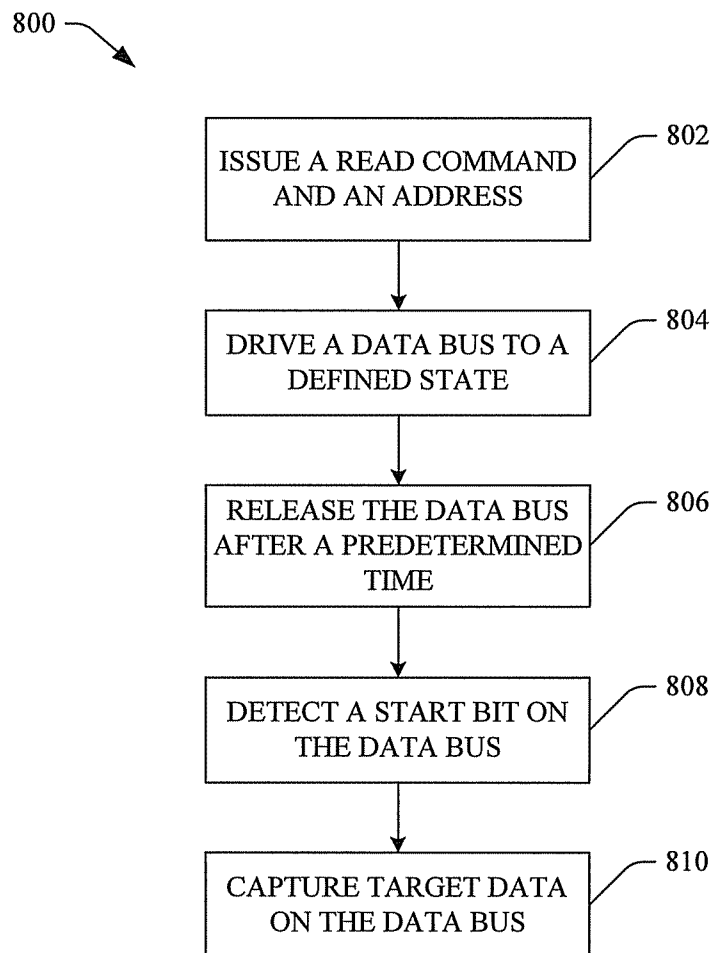 800
802
ISSUE A READ COMMAND
AND AN ADDRESS
804
DRIVE A DATA BUS TO A
DEFINED STATE
806
RELEASE THE DATA BUS
AFTER A PREDETERMINED
TIME
808
DETECT A START BIT ON
THE DATA BUS
810
CAPTURE TARGET DATA
ON THE DATA BUS